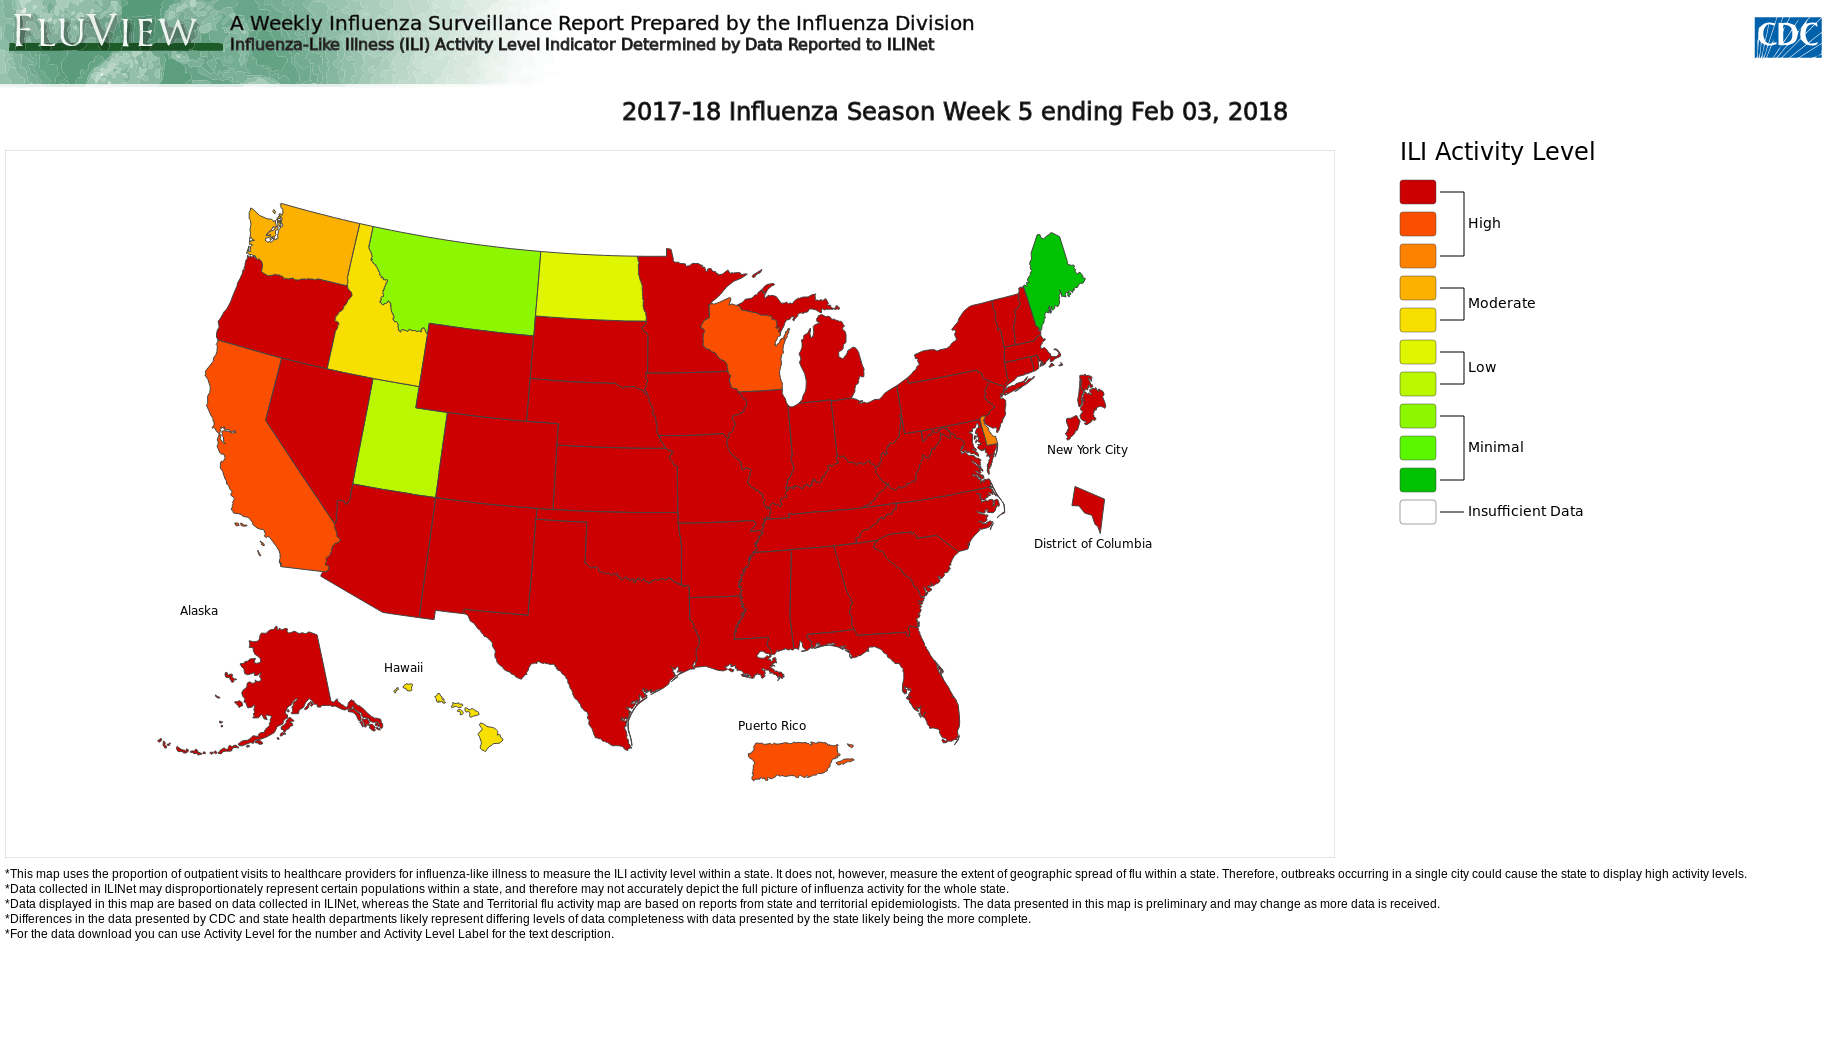 FLUVIEW
A Weekly Influenza Surveillance Report Prepared by the Influenza Division
Influenza-Like Illness (ILI) Activity Level Indicator Determined by Data Reported to ILINet
CDC
2017-18 Influenza Season Week 5 ending Feb 03, 2018
ILI Activity Level
High
Moderate
Low
Minimal
Insufficient Data
New York City
District of Columbia
Alaska
Hawaii
Puerto Rico
*This map uses the proportion of outpatient visits to healthcare providers for influenza-like illness to measure the ILI activity level within a state. It does not, however, measure the extent of geographic spread of flu within a state. Therefore, outbreaks occurring in a single city could cause the state to display high activity levels.
*Data collected in ILINet may disproportionately represent certain populations within a state, and therefore may not accurately depict the full picture of influenza activity for the whole state.
*Data displayed in this map are based on data collected in ILINet, whereas the State and Territorial flu activity map are based on reports from state and territorial epidemiologists. The data presented in this map is preliminary and may change as more data is received.
*Differences in the data presented by CDC and state health departments likely represent differing levels of data completeness with data presented by the state likely being the more complete.
*For the data download you can use Activity Level for the number and Activity Level Label for the text description.